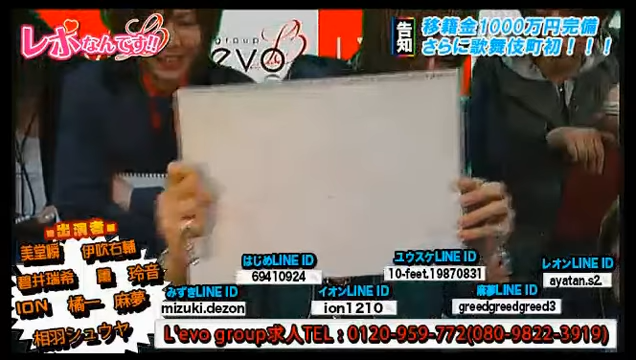 レポなんです!!
group
L'evo
告知
移籍金1000万円完備
さらに歌舞伎町初!!!
出演者
伊吹右輔
碧井瑞希
玲音
ION
橘一
麻夢
相羽シュウヤ
はじめLINE ID
69410924
ユウスケLINE ID
10-feet.19870831
レオンLINE ID
ayatan.s2.
みずきLINE ID
mizuki.dezon
イオンLINE ID
ion1210
麻夢LINE ID
greedgreedgreed3
L'evo group求人TEL:0120-959-772(080-9822-3919)